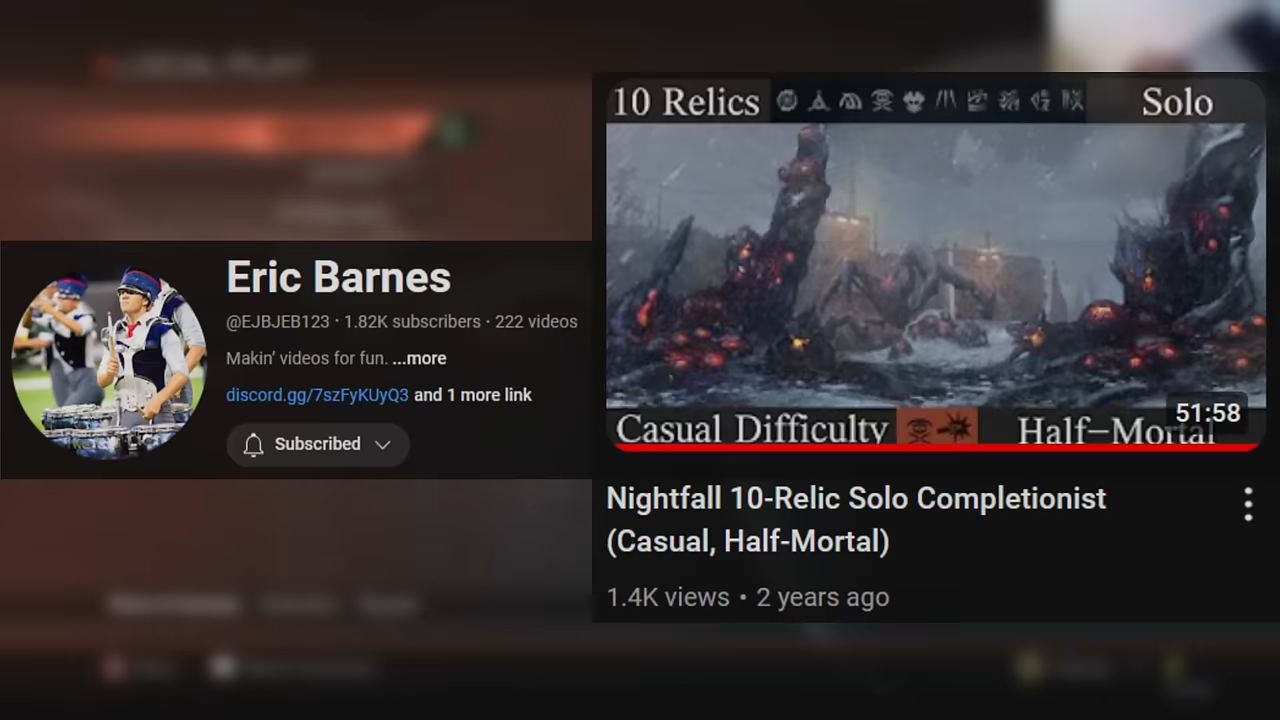 Eric Barnes
@EJBJEB123 · 1.82K subscribers · 222 videos
Makin’ videos for fun. ...more
discord.gg/7szFyKUyQ3 and 1 more link
Subscribed
10 Relics
Solo
Casual Difficulty
Half–Mortal
51:58
Nightfall 10-Relic Solo Completionist
(Casual, Half-Mortal)
1.4K views • 2 years ago